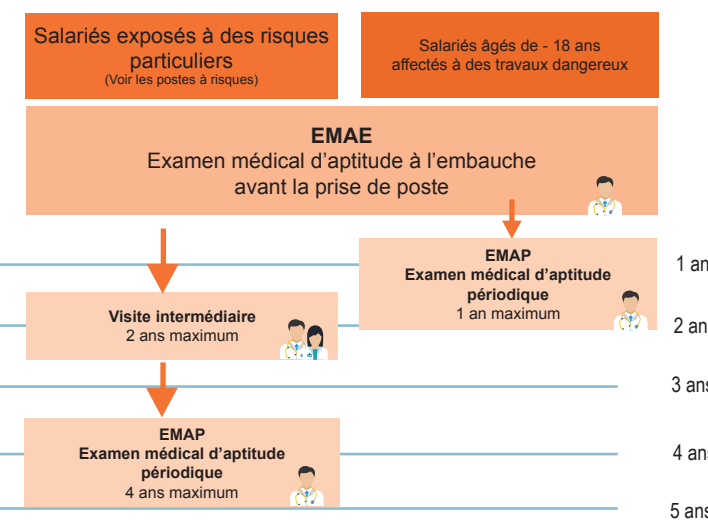 Salariés exposés à des risques
particuliers
(Voir les postes à risques)
Salariés âgés de - 18 ans
affectés à des travaux dangereux
EMAE
Examen médical d'aptitude à l'embauche
avant la prise de poste
EMAP
Examen médical d'aptitude
périodique
1 an maximum
1 an
Visite intermédiaire
2 ans maximum
2 ans
3 ans
EMAP
Examen médical d'aptitude
périodique
4 ans maximum
4 ans
5 ans